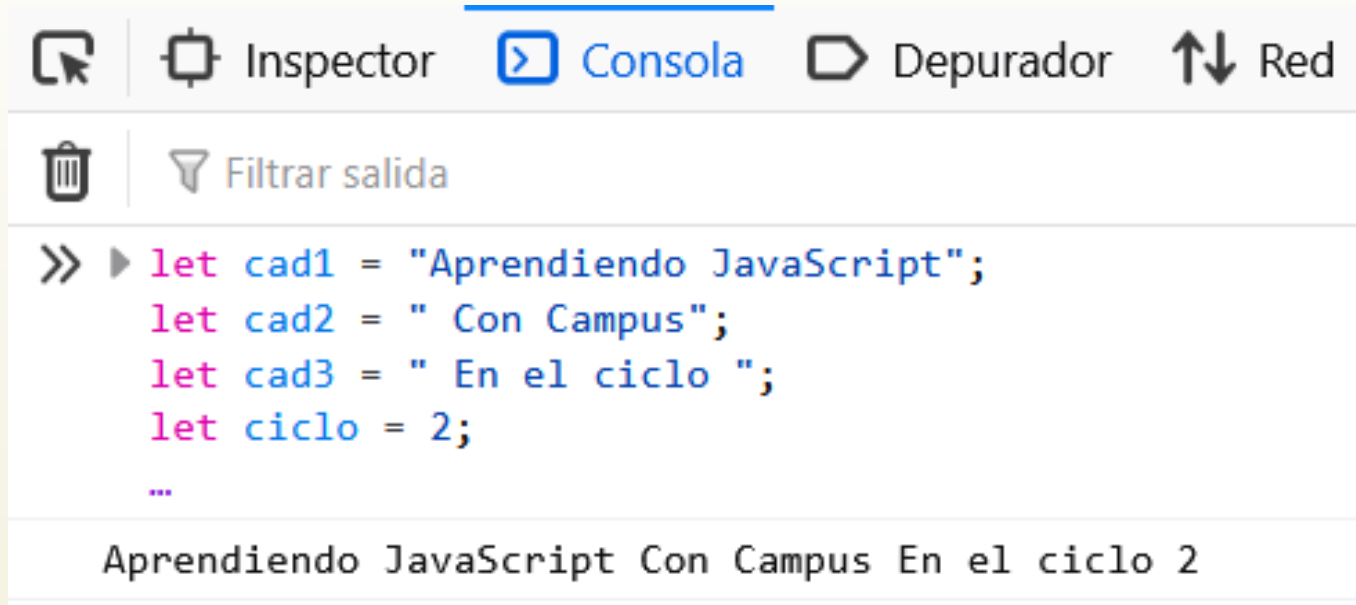 Inspector Consola Depurador Red
Filtrar salida
let cad1 = "Aprendiendo JavaScript";
let cad2 = " Con Campus";
let cad3 = " En el ciclo ";
let ciclo = 2;
…
Aprendiendo JavaScript Con Campus En el ciclo 2